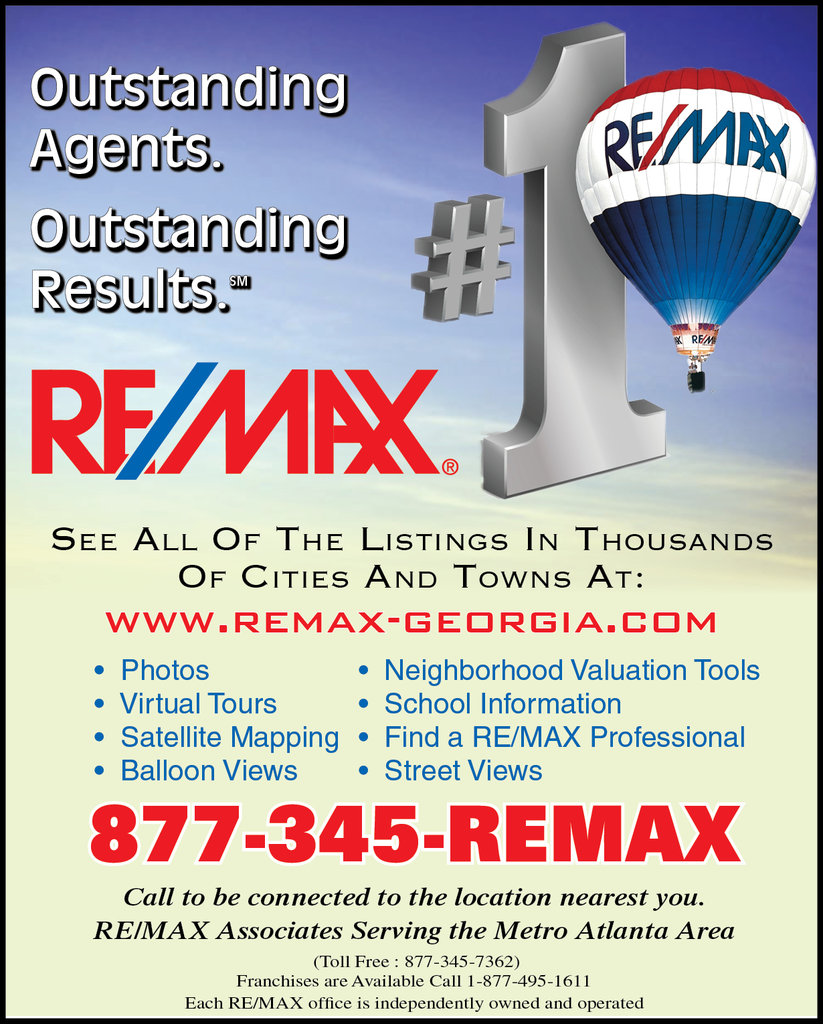 Outstanding
Agents.
Outstanding
Results.℠
#1
RE/MAX
RE/MAX
RE/MAX®
See All Of The Listings In Thousands
Of Cities And Towns At:
www.remax-georgia.com
• Photos
• Virtual Tours
• Satellite Mapping
• Balloon Views
• Neighborhood Valuation Tools
• School Information
• Find a RE/MAX Professional
• Street Views
877-345-REMAX
Call to be connected to the location nearest you.
RE/MAX Associates Serving the Metro Atlanta Area
(Toll Free : 877-345-7362)
Franchises are Available Call 1-877-495-1611
Each RE/MAX office is independently owned and operated